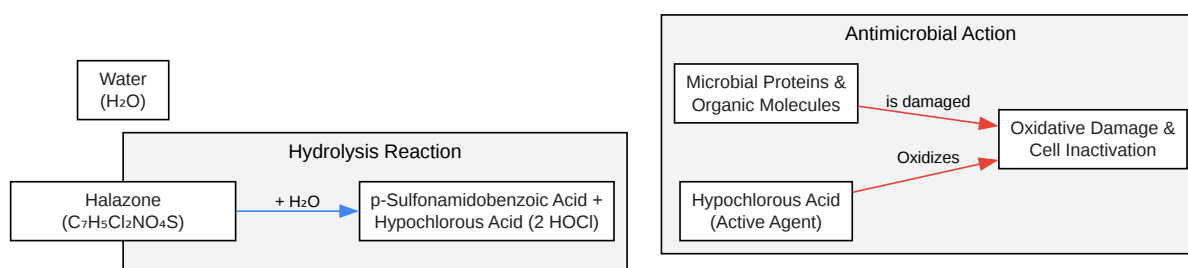 Water
(H₂O)
Hydrolysis Reaction
Halazone
(C₇H₅Cl₂NO₄S)
+ H₂O
p-Sulfonamidobenzoic Acid +
Hypochlorous Acid (2 HOCl)
Antimicrobial Action
Microbial Proteins &
Organic Molecules
is damaged
Oxidative Damage &
Cell Inactivation
Oxidizes
Hypochlorous Acid
(Active Agent)